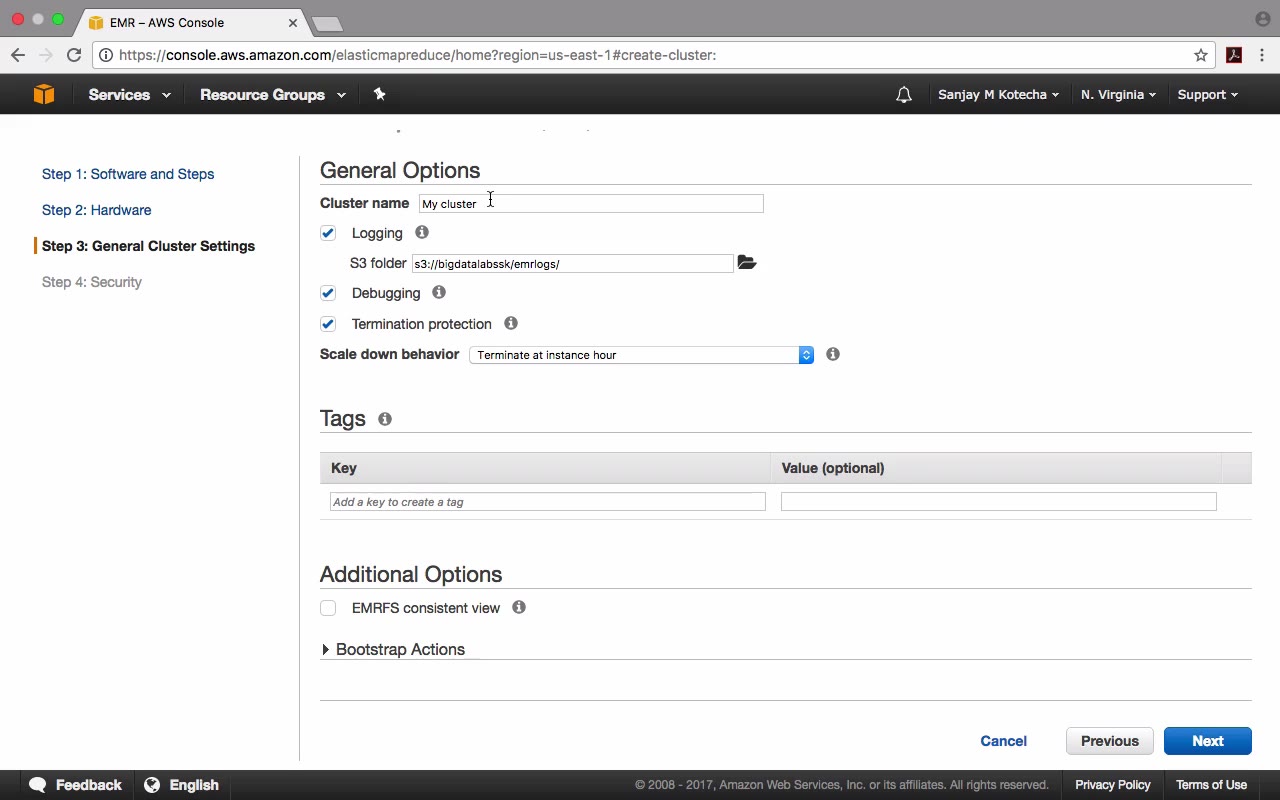 EMR – AWS Console
https://console.aws.amazon.com/elasticmapreduce/home?region=us-east-1#create-cluster:
Services Resource Groups Sanjay M Kotecha N. Virginia Support
Step 1: Software and Steps
Step 2: Hardware
Step 3: General Cluster Settings
Step 4: Security
General Options
Cluster name My cluster
Logging
S3 folder s3://bigdatalabssk/emrlogs/
Debugging
Termination protection
Scale down behavior Terminate at instance hour
Tags
Key Value (optional)
Add a key to create a tag
Additional Options
EMRFS consistent view
Bootstrap Actions
Cancel Previous Next
Feedback English © 2008 - 2017, Amazon Web Services, Inc. or its affiliates. All rights reserved. Privacy Policy Terms of Use